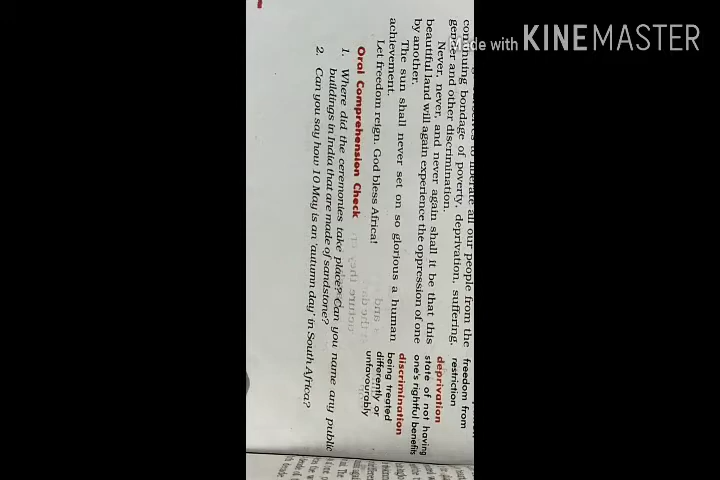 Made with KINEMASTER
to liberate all our people from the
continuing bondage of poverty, deprivation, suffering,
gender and other discrimination.
Never, never, and never again shall it be that this
beautiful land will again experience the oppression of one
by another.
The sun shall never set on so glorious a human
achievement.
Let freedom reign. God bless Africa!
freedom from
restriction
deprivation
state of not having
one's rightful benefits
discrimination
being treated
differently or
unfavourably
Oral Comprehension Check
1. Where did the ceremonies take place? Can you name any public
buildings in India that are made of sandstone?
2. Can you say how 10 May is an 'autumn day' in South Africa?